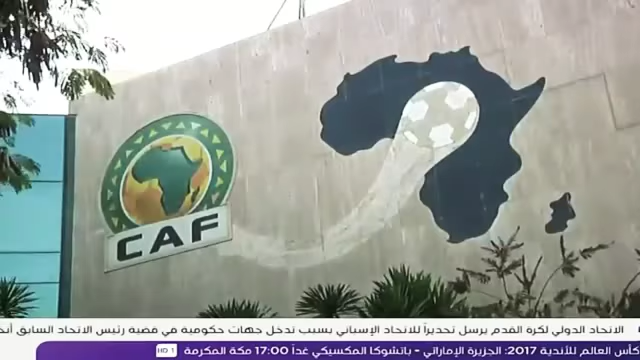 CAF
الاتحاد الدولي لكرة القدم يرسل تحذيراً للاتحاد الإسباني بسبب تدخل جهات حكومية في قضية رئيس الاتحاد السابق
كأس العالم للأندية 2017: الجزيرة الإماراتي - باتشوكا المكسيكي غداً 17:00 مكة المكرمة
HD 1